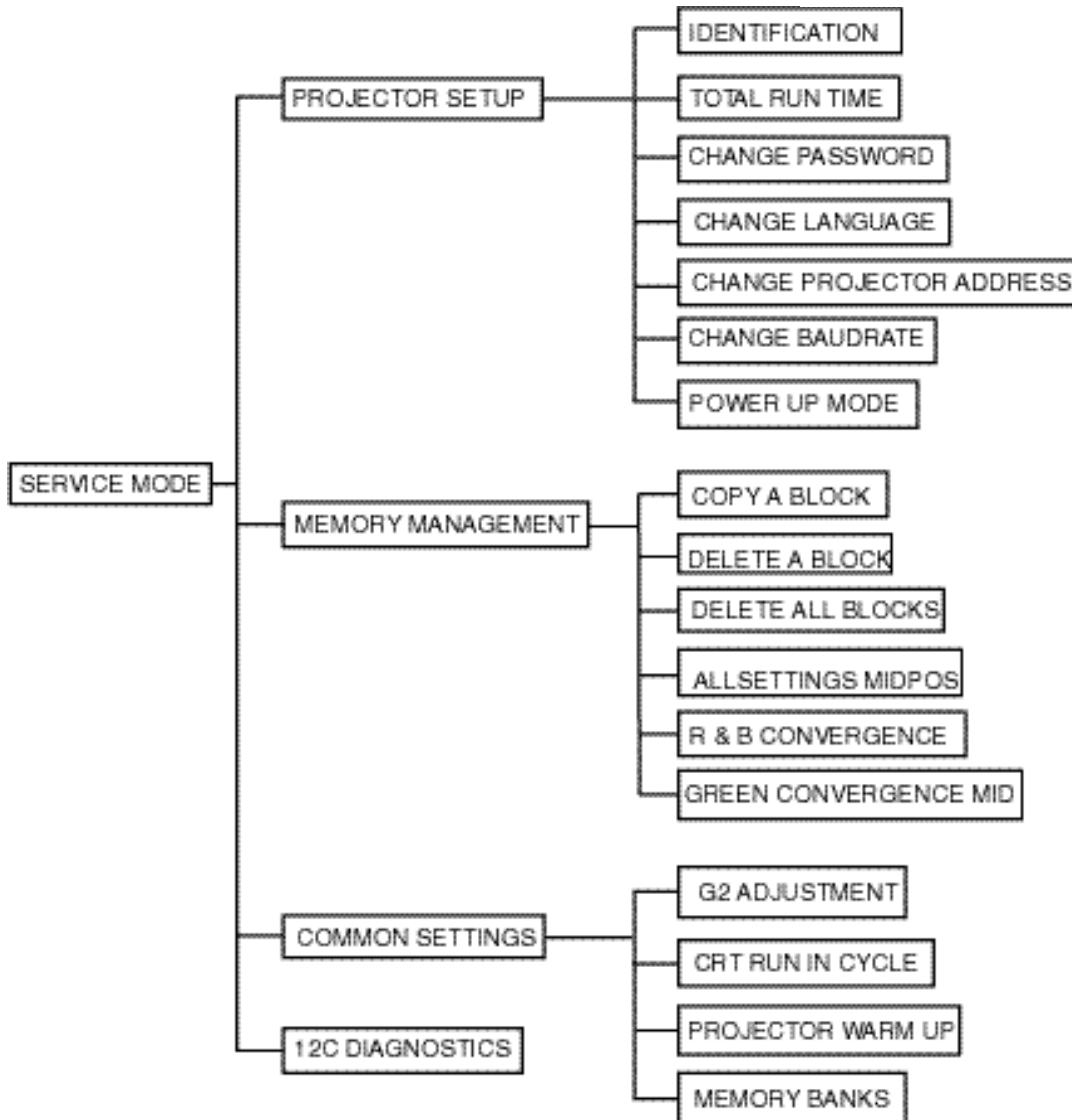 IDENTIFICATION
PROJECTOR SETUP
TOTAL RUN TIME
CHANGE PASSWORD
CHANGE LANGUAGE
CHANGE PROJECTOR ADDRESS
CHANGE BAUDRATE
POWER UP MODE
SERVICE MODE
MEMORY MANAGEMENT
COPY A BLOCK
DELETE A BLOCK
DELETE ALL BLOCKS
ALLSETTINGS MIDPOS
R & B CONVERGENCE
GREEN CONVERGENCE MID
COMMON SETTINGS
G2 ADJUSTMENT
CRT RUN IN CYCLE
PROJECTOR WARM UP
MEMORY BANKS
12C DIAGNOSTICS